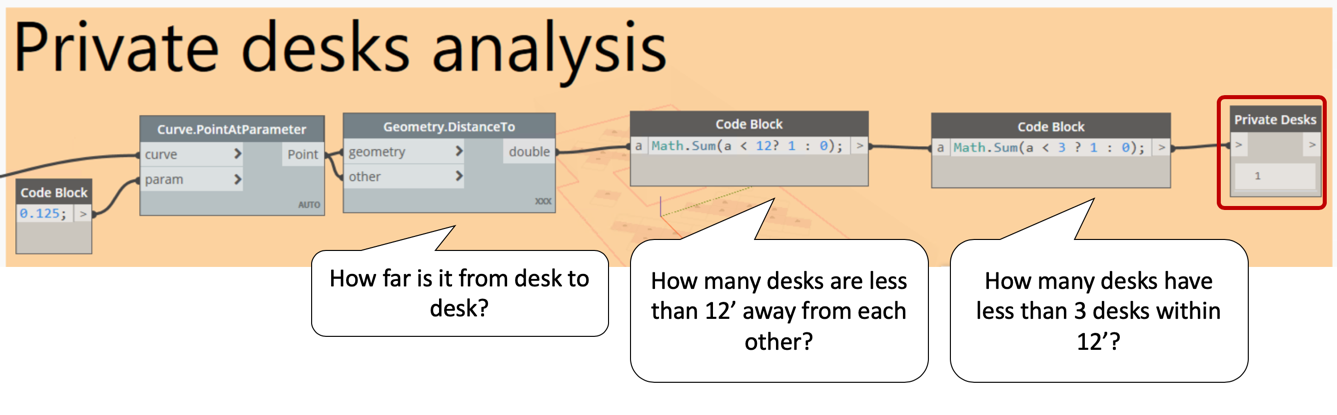 Private desks analysis
Curve.PointAtParameter
curve >
Point
param >
AUTO
Code Block
0.125; >
Geometry.DistanceTo
geometry >
double
other >
XXX
Code Block
a Math.Sum(a < 12? 1 : 0); >
Code Block
a Math.Sum(a < 3 ? 1 : 0); >
Private Desks
> >
1
How far is it from desk to
desk?
How many desks are less
than 12’ away from each
other?
How many desks have
less than 3 desks within
12’?